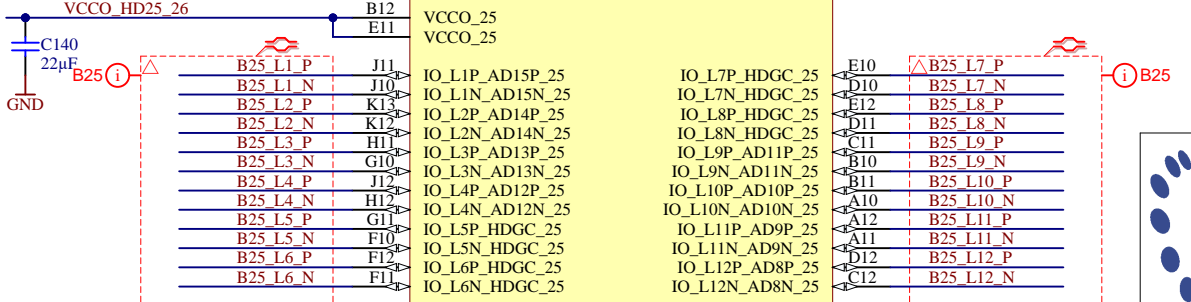 VCCO_HD25_26 B12 VCCO_25
E11 VCCO_25
C140
22µF
GND
B25 i
B25_L1_P J11 IO_L1P_AD15P_25 IO_L7P_HDGC_25 E10 B25_L7_P
i B25
B25_L1_N J10 IO_L1N_AD15N_25 IO_L7N_HDGC_25 D10 B25_L7_N
B25_L2_P K13 IO_L2P_AD14P_25 IO_L8P_HDGC_25 E12 B25_L8_P
B25_L2_N K12 IO_L2N_AD14N_25 IO_L8N_HDGC_25 D11 B25_L8_N
B25_L3_P H11 IO_L3P_AD13P_25 IO_L9P_AD11P_25 C11 B25_L9_P
B25_L3_N G10 IO_L3N_AD13N_25 IO_L9N_AD11N_25 B10 B25_L9_N
B25_L4_P J12 IO_L4P_AD12P_25 IO_L10P_AD10P_25 B11 B25_L10_P
B25_L4_N H12 IO_L4N_AD12N_25 IO_L10N_AD10N_25 A10 B25_L10_N
B25_L5_P G11 IO_L5P_HDGC_25 IO_L11P_AD9P_25 A12 B25_L11_P
B25_L5_N F10 IO_L5N_HDGC_25 IO_L11N_AD9N_25 A11 B25_L11_N
B25_L6_P F12 IO_L6P_HDGC_25 IO_L12P_AD8P_25 D12 B25_L12_P
B25_L6_N F11 IO_L6N_HDGC_25 IO_L12N_AD8N_25 C12 B25_L12_N